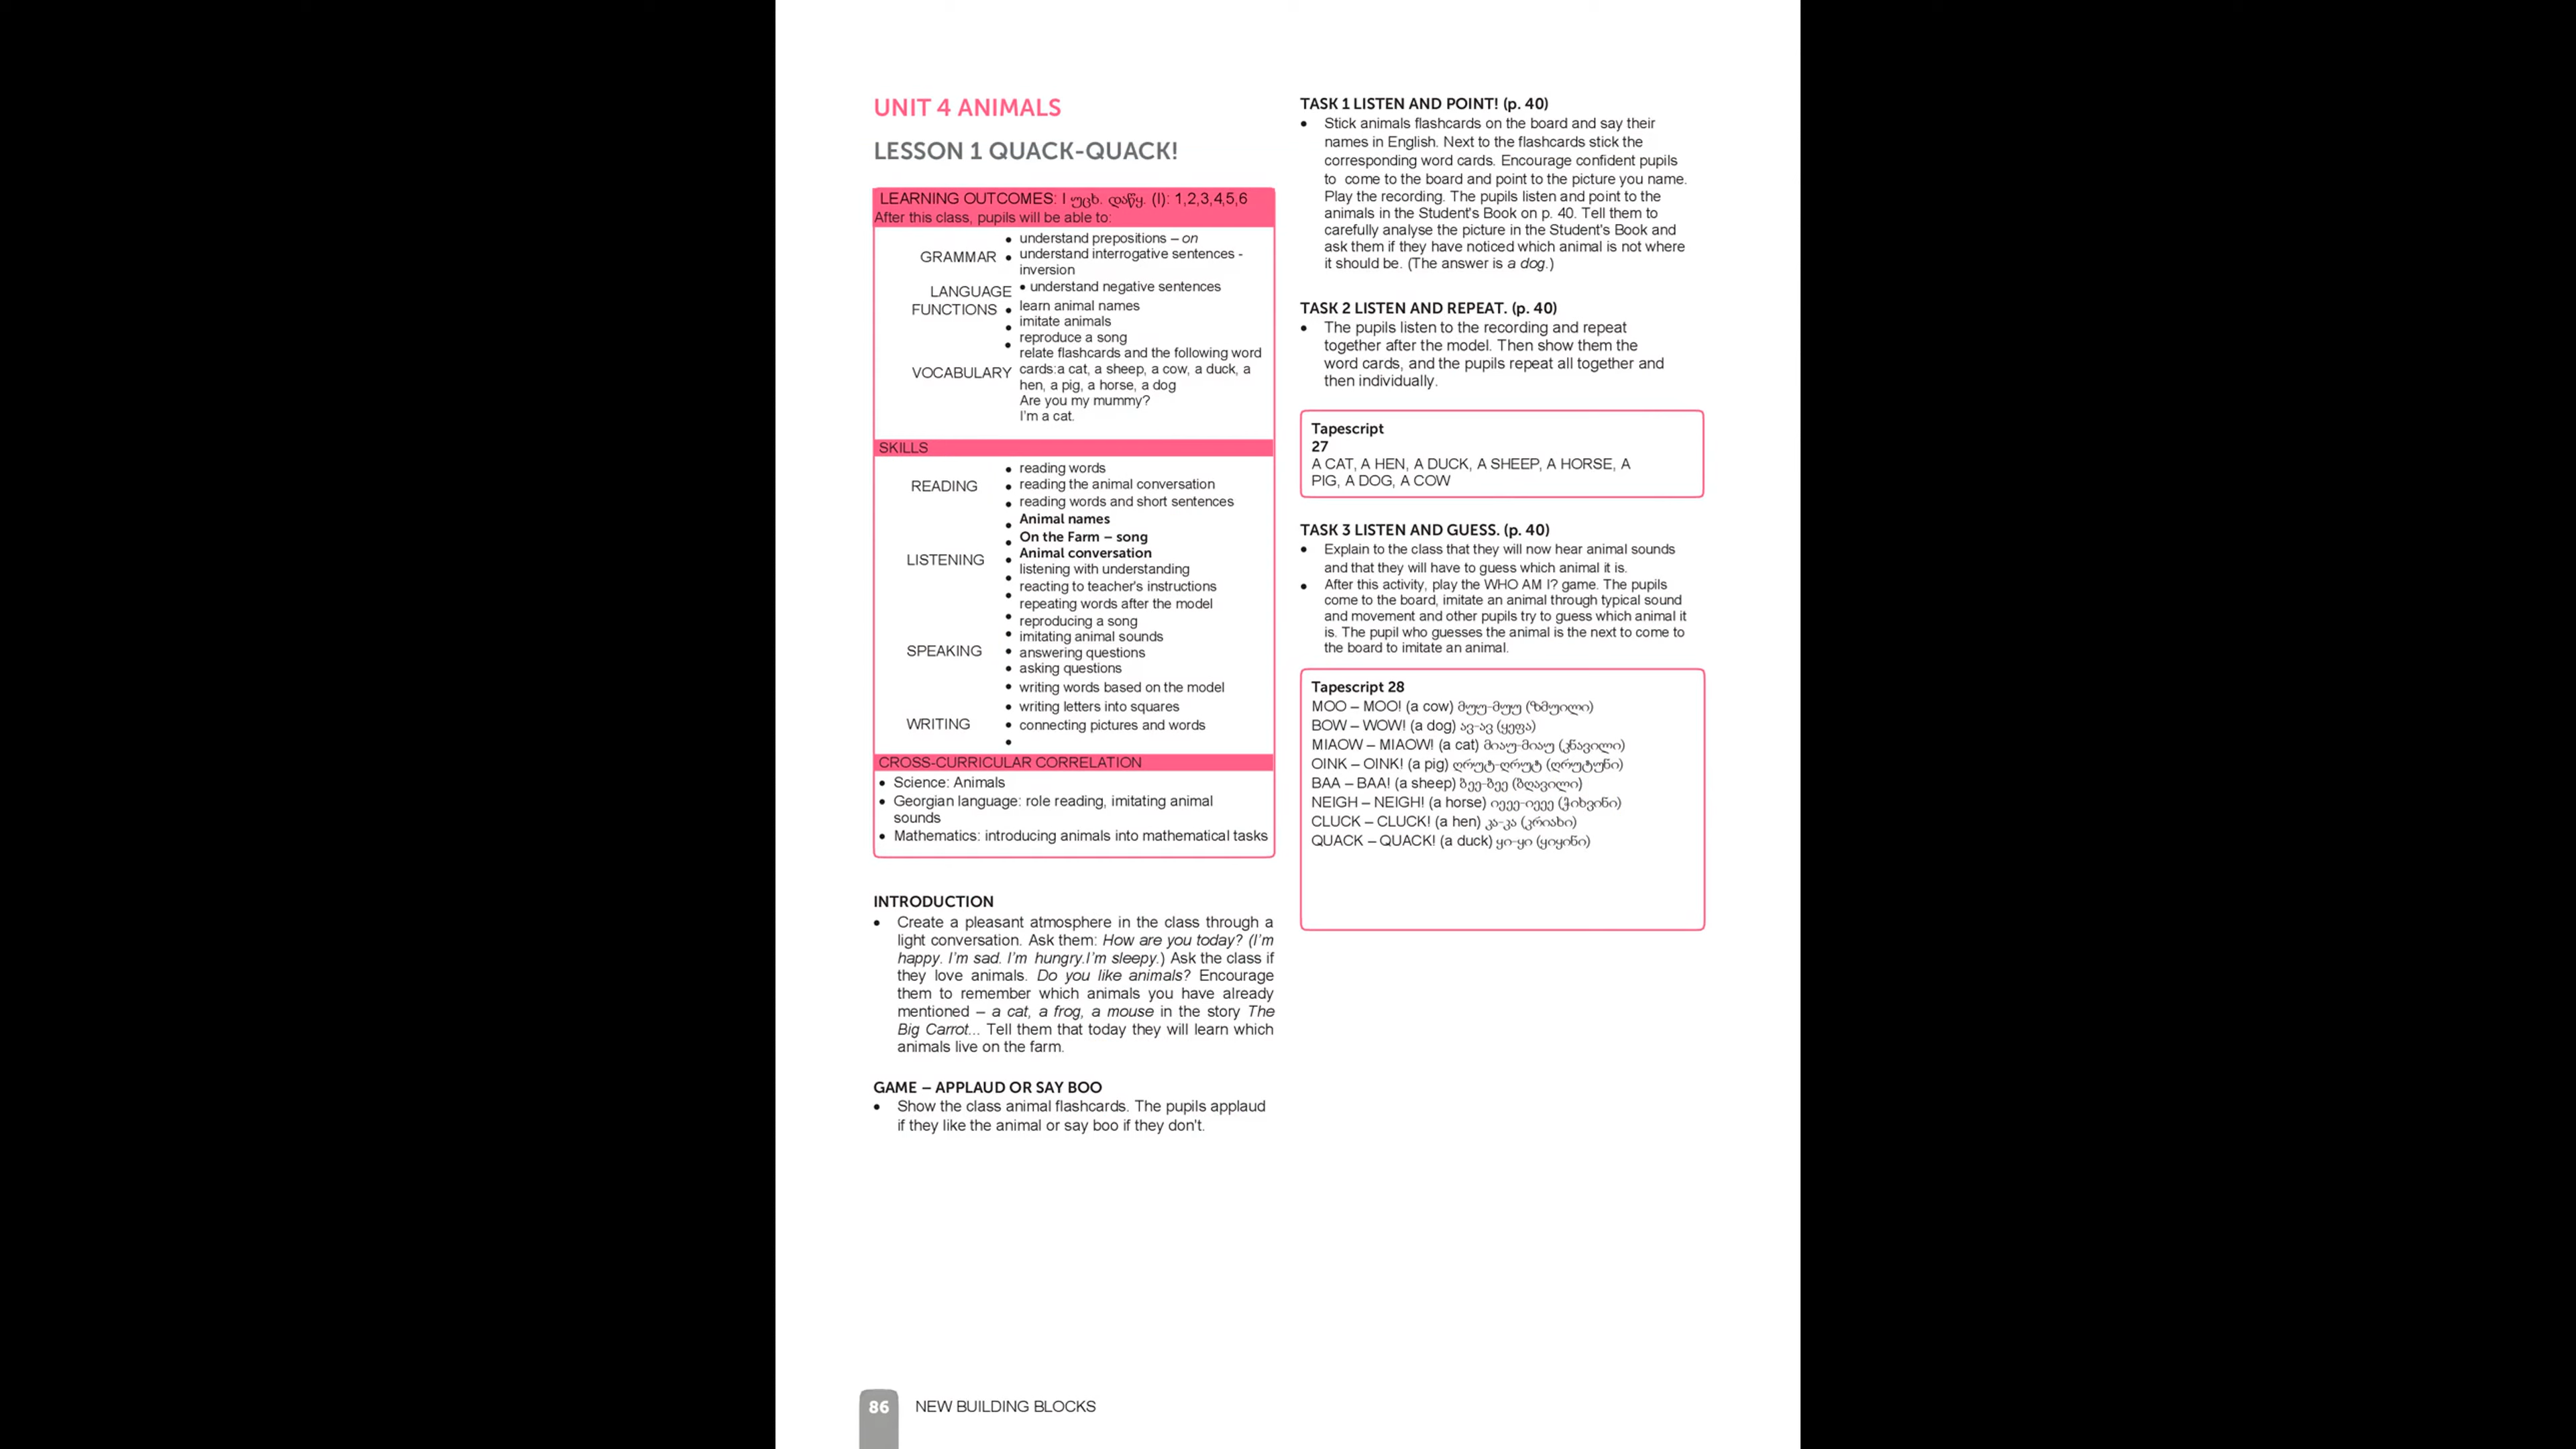 UNIT 4 ANIMALS
LESSON 1 QUACK-QUACK!
LEARNING OUTCOMES: I უცხ. დაწყ. (I): 1,2,3,4,5,6
After this class, pupils will be able to:
GRAMMAR
• understand prepositions – on
• understand interrogative sentences -
inversion
LANGUAGE
FUNCTIONS
• understand negative sentences
• learn animal names
• imitate animals
• reproduce a song
VOCABULARY
relate flashcards and the following word
cards:a cat, a sheep, a cow, a duck, a
hen, a pig, a horse, a dog
Are you my mummy?
I'm a cat.
SKILLS
READING
• reading words
• reading the animal conversation
• reading words and short sentences
LISTENING
• Animal names
• On the Farm – song
• Animal conversation
• listening with understanding
• reacting to teacher's instructions
SPEAKING
repeating words after the model
• reproducing a song
• imitating animal sounds
• answering questions
• asking questions
WRITING
• writing words based on the model
• writing letters into squares
• connecting pictures and words
•
CROSS-CURRICULAR CORRELATION
• Science: Animals
• Georgian language: role reading, imitating animal
sounds
• Mathematics: introducing animals into mathematical tasks
INTRODUCTION
• Create a pleasant atmosphere in the class through a
light conversation. Ask them: How are you today? (I'm
happy. I'm sad. I'm hungry.I'm sleepy.) Ask the class if
they love animals. Do you like animals? Encourage
them to remember which animals you have already
mentioned – a cat, a frog, a mouse in the story The
Big Carrot... Tell them that today they will learn which
animals live on the farm.
GAME – APPLAUD OR SAY BOO
• Show the class animal flashcards. The pupils applaud
if they like the animal or say boo if they don't.
TASK 1 LISTEN AND POINT! (p. 40)
• Stick animals flashcards on the board and say their
names in English. Next to the flashcards stick the
corresponding word cards. Encourage confident pupils
to come to the board and point to the picture you name.
Play the recording. The pupils listen and point to the
animals in the Student's Book on p. 40. Tell them to
carefully analyse the picture in the Student's Book and
ask them if they have noticed which animal is not where
it should be. (The answer is a dog.)
TASK 2 LISTEN AND REPEAT. (p. 40)
• The pupils listen to the recording and repeat
together after the model. Then show them the
word cards, and the pupils repeat all together and
then individually.
Tapescript
27
A CAT, A HEN, A DUCK, A SHEEP, A HORSE, A
PIG, A DOG, A COW
TASK 3 LISTEN AND GUESS. (p. 40)
• Explain to the class that they will now hear animal sounds
and that they will have to guess which animal it is.
• After this activity, play the WHO AM I? game. The pupils
come to the board, imitate an animal through typical sound
and movement and other pupils try to guess which animal it
is. The pupil who guesses the animal is the next to come to
the board to imitate an animal.
Tapescript 28
MOO – MOO! (a cow) მუუ-მუუ (ზმუილი)
BOW – WOW! (a dog) ავ-ავ (ყეფა)
MIAOW – MIAOW! (a cat) მიაუ-მიაუ (კნავილი)
OINK – OINK! (a pig) ღრუტ-ღრუტ (ღრუტუნი)
BAA – BAA! (a sheep) ბეე-ბეე (ბღავილი)
NEIGH – NEIGH! (a horse) იეეე-იეეე (ჭიხვინი)
CLUCK – CLUCK! (a hen) კა-კა (კრიახი)
QUACK – QUACK! (a duck) ყი-ყი (ყიყინი)
86 NEW BUILDING BLOCKS